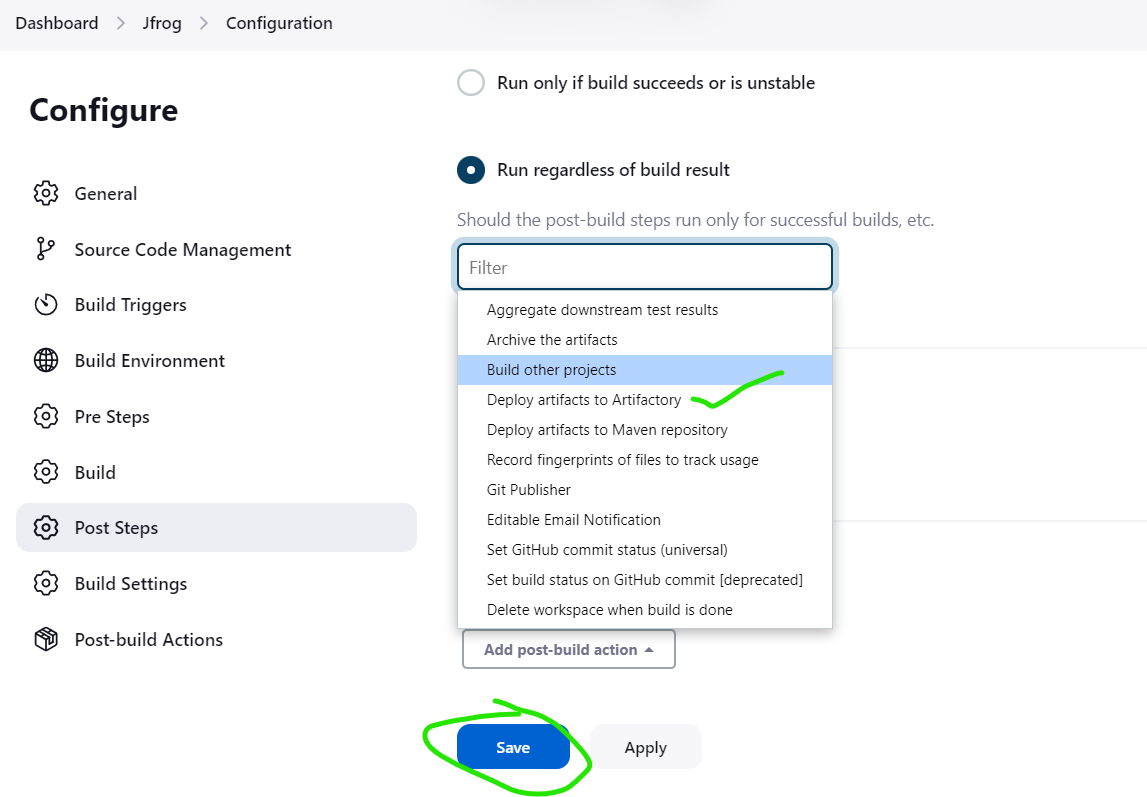 Dashboard > Jfrog > Configuration
Configure
General
Source Code Management
Build Triggers
Build Environment
Pre Steps
Build
Post Steps
Build Settings
Post-build Actions
Run only if build succeeds or is unstable
Run regardless of build result
Should the post-build steps run only for successful builds, etc.
Filter
Aggregate downstream test results
Archive the artifacts
Build other projects
Deploy artifacts to Artifactory
Deploy artifacts to Maven repository
Record fingerprints of files to track usage
Git Publisher
Editable Email Notification
Set GitHub commit status (universal)
Set build status on GitHub commit [deprecated]
Delete workspace when build is done
Add post-build action
Save Apply